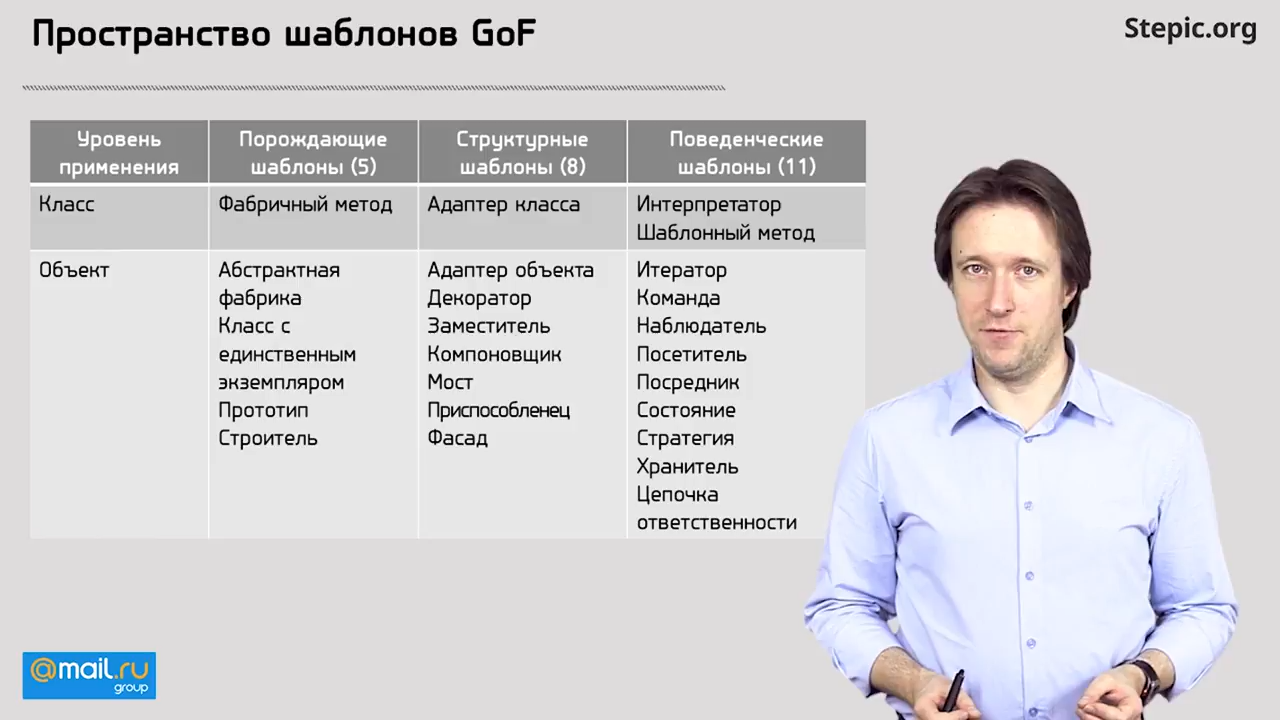 Пространство шаблонов GoF
Stepic.org
Уровень применения
Порождающие шаблоны (5)
Структурные шаблоны (8)
Поведенческие шаблоны (11)
Класс
Фабричный метод
Адаптер класса
Интерпретатор
Шаблонный метод
Объект
Абстрактная
фабрика
Класс с
единственным
экземпляром
Прототип
Строитель
Адаптер объекта
Декоратор
Заместитель
Компоновщик
Мост
Приспособленец
Фасад
Итератор
Команда
Наблюдатель
Посетитель
Посредник
Состояние
Стратегия
Хранитель
Цепочка
ответственности
@mail.ru
group